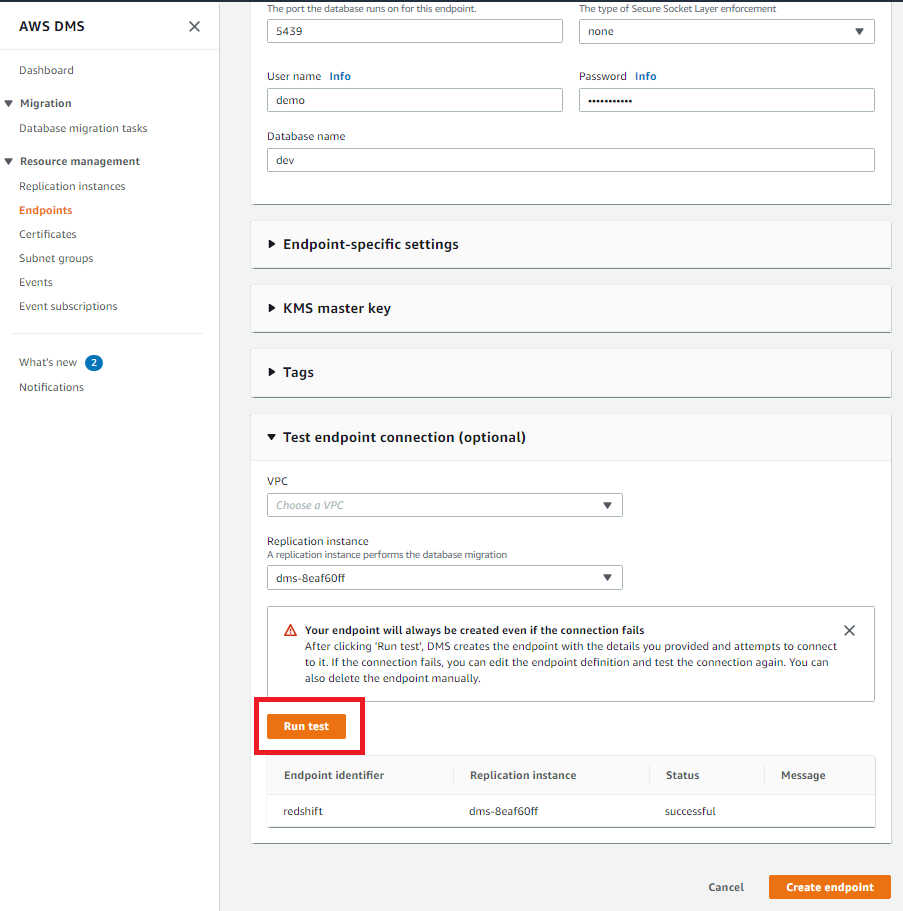 AWS DMS
Dashboard
Migration
Database migration tasks
Resource management
Replication instances
Endpoints
Certificates
Subnet groups
Events
Event subscriptions
What's new 2
Notifications
The port the database runs on for this endpoint.
The type of Secure Socket Layer enforcement
5439
none
User name Info
Password Info
demo
•••••••••••
Database name
dev
Endpoint-specific settings
KMS master key
Tags
Test endpoint connection (optional)
VPC
Choose a VPC
Replication instance
A replication instance performs the database migration
dms-8eaf60ff
Your endpoint will always be created even if the connection fails
After clicking 'Run test', DMS creates the endpoint with the details you provided and attempts to connect
to it. If the connection fails, you can edit the endpoint definition and test the connection again. You can
also delete the endpoint manually.
Run test
Endpoint identifier Replication instance Status Message
redshift dms-8eaf60ff successful
Cancel Create endpoint